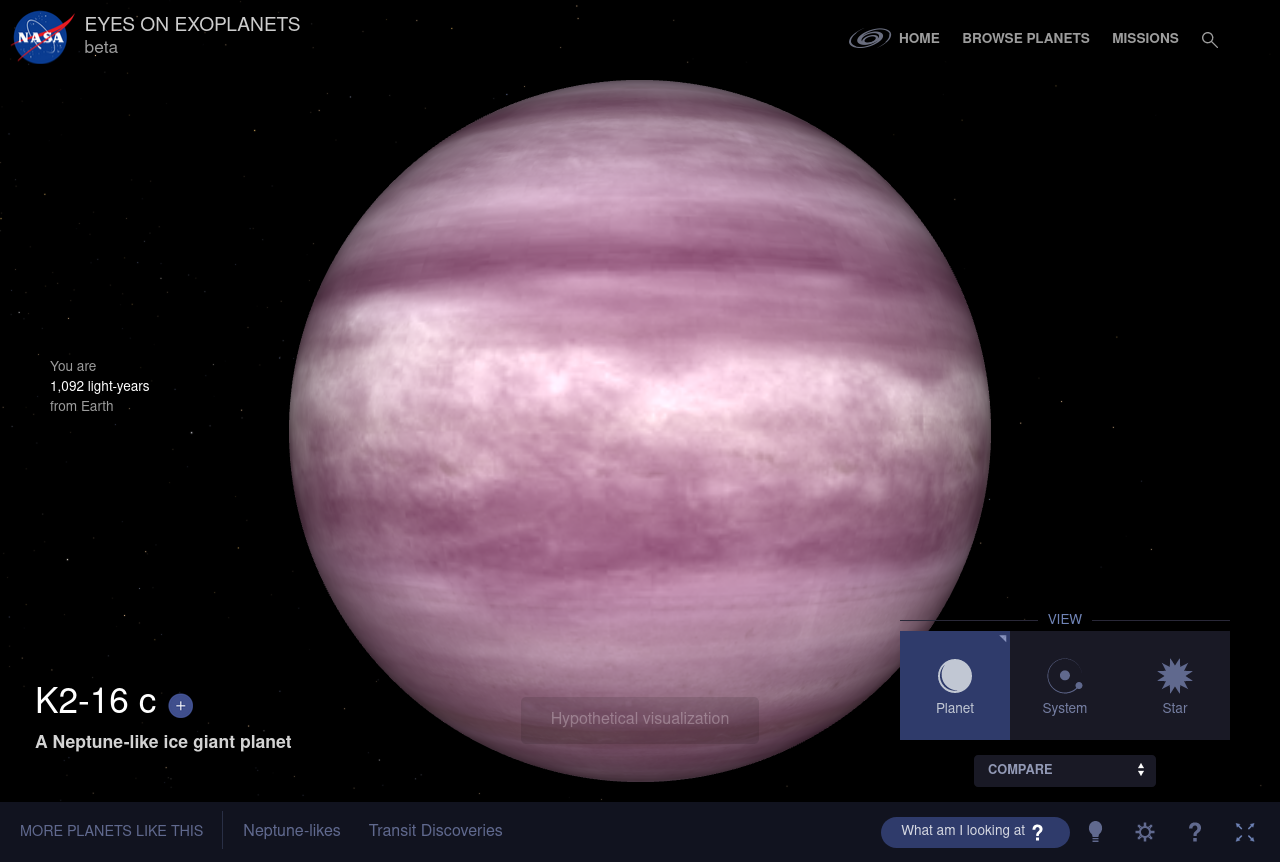 NASA
EYES ON EXOPLANETS
beta
HOME
BROWSE PLANETS
MISSIONS
You are
1,092 light-years
from Earth
K2-16 c +
A Neptune-like ice giant planet
Hypothetical visualization
VIEW
Planet
System
Star
COMPARE
MORE PLANETS LIKE THIS
Neptune-likes
Transit Discoveries
What am I looking at ?
?